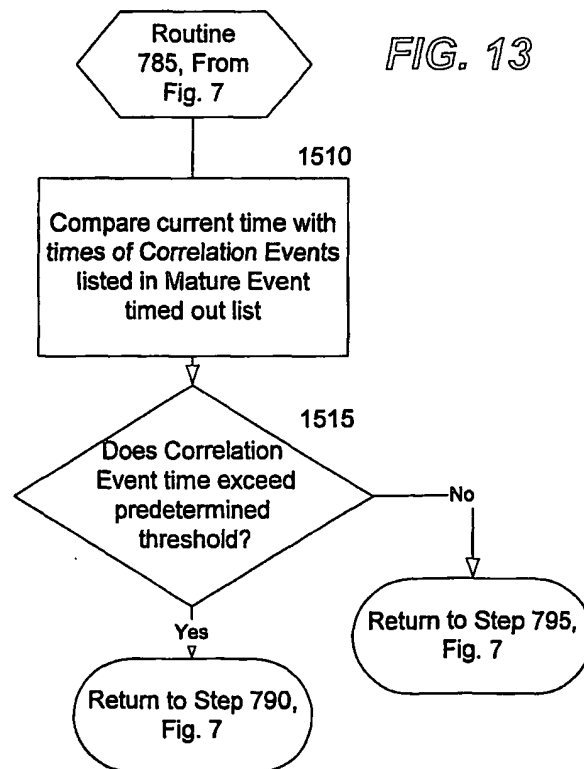 Routine
785, From
Fig. 7
FIG. 13
1510
Compare current time with
times of Correlation Events
listed in Mature Event
timed out list
1515
Does Correlation
Event time exceed
predetermined
threshold?
No
Yes
Return to Step 795,
Fig. 7
Return to Step 790,
Fig. 7